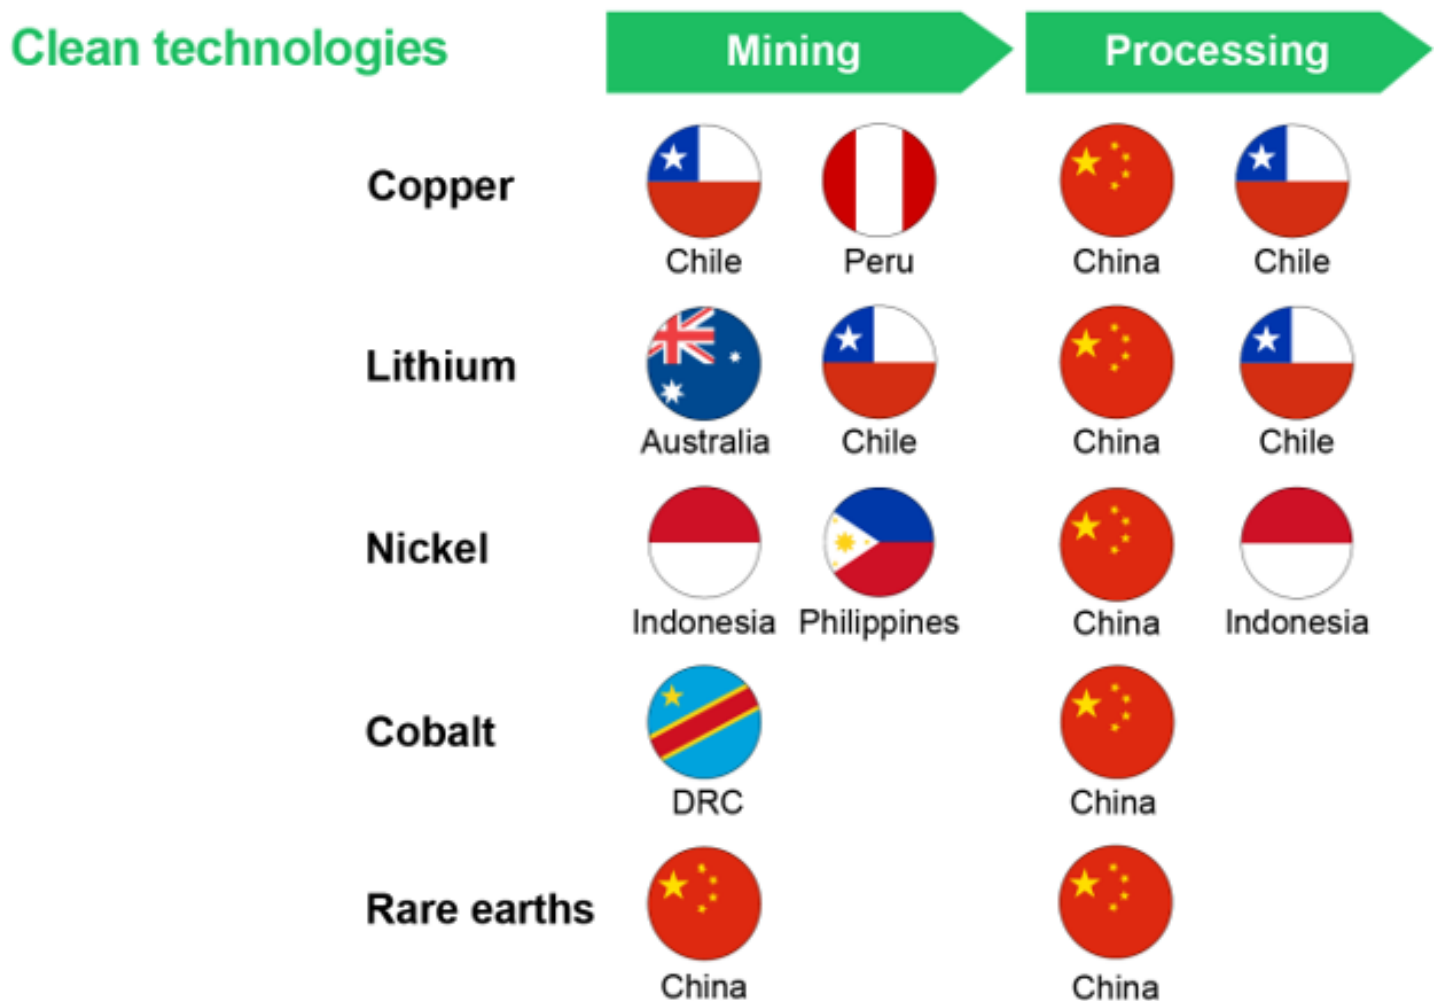 Clean technologies Mining Processing
Copper
Chile Peru China Chile
Lithium
Australia Chile China Chile
Nickel
Indonesia Philippines China Indonesia
Cobalt
DRC China
Rare earths
China China